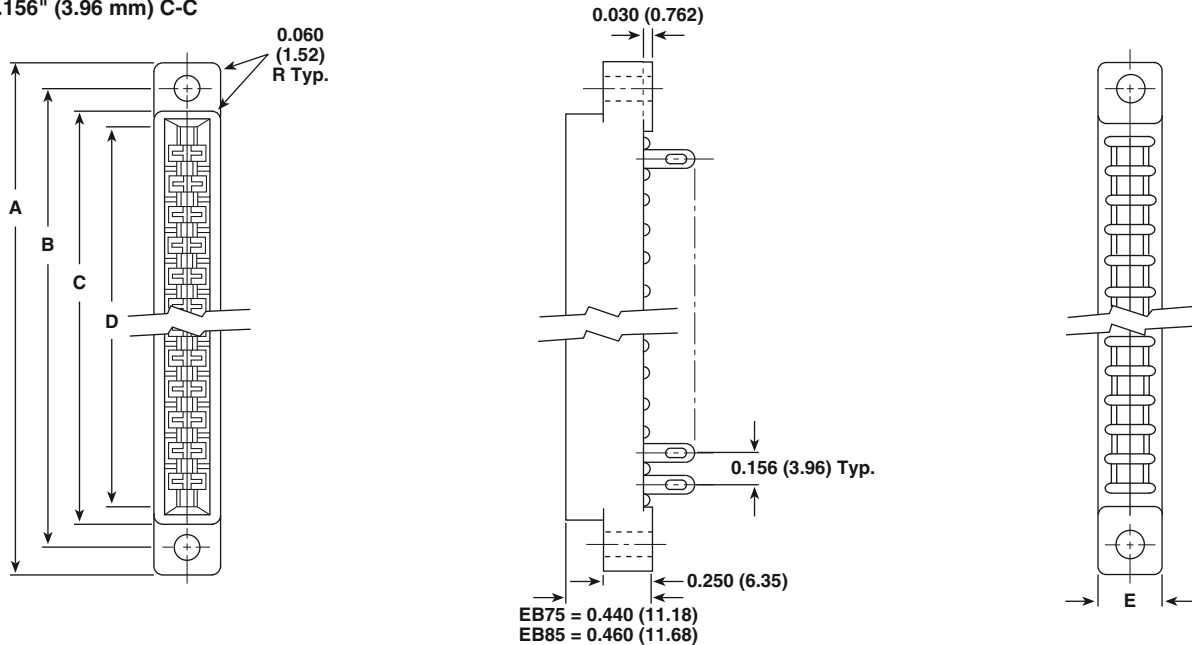 .156" (3.96 mm) C-C
0.060
(1.52)
R Typ.
0.030 (0.762)
A
B
C
D
0.156 (3.96) Typ.
0.250 (6.35)
EB75 = 0.440 (11.18)
EB85 = 0.460 (11.68)
E